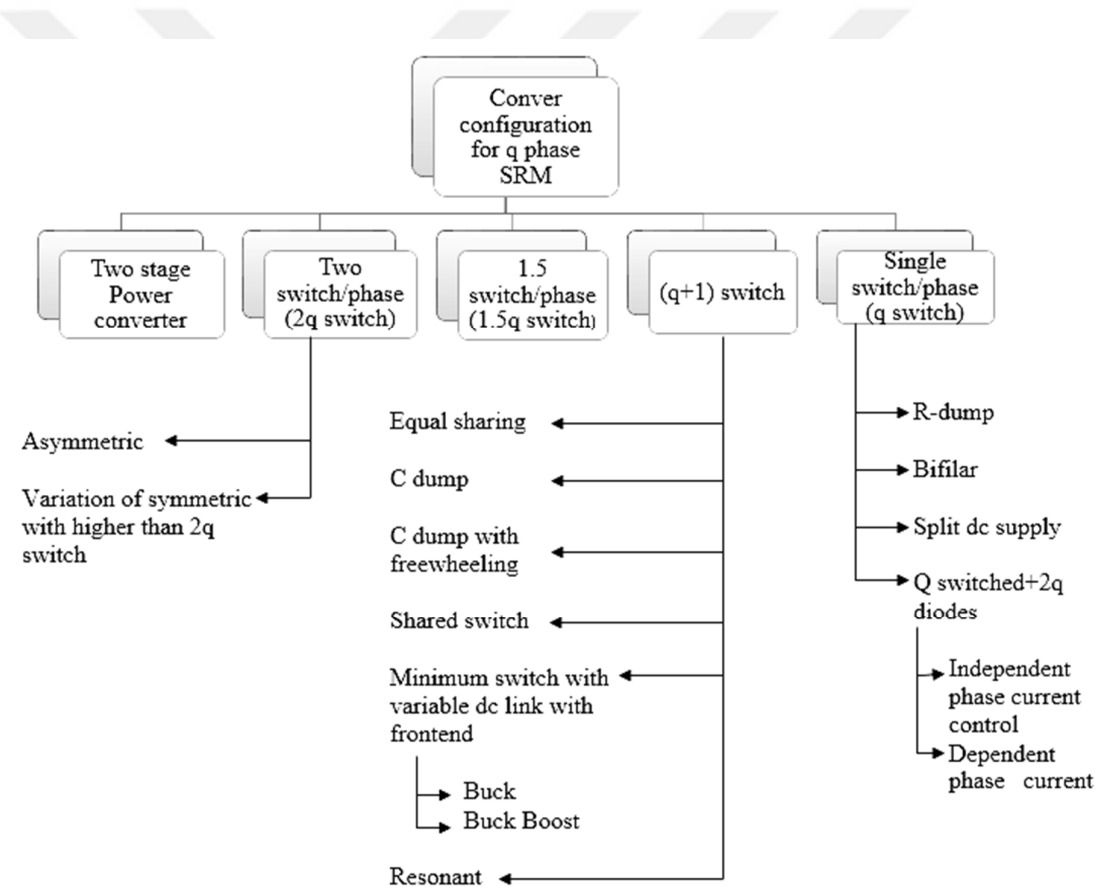 Conver
configuration
for q phase
SRM
Two stage
Power
converter
Two
switch/phase
(2q switch)
1.5
switch/phase
(1.5q switch)
(q+1) switch
Single
switch/phase
(q switch)
Asymmetric
Variation of symmetric
with higher than 2q
switch
Equal sharing
C dump
C dump with
freewheeling
Shared switch
Minimum switch with
variable dc link with
frontend
Buck
Buck Boost
Resonant
R-dump
Bifilar
Split dc supply
Q switched+2q
diodes
Independent
phase current
control
Dependent
phase current